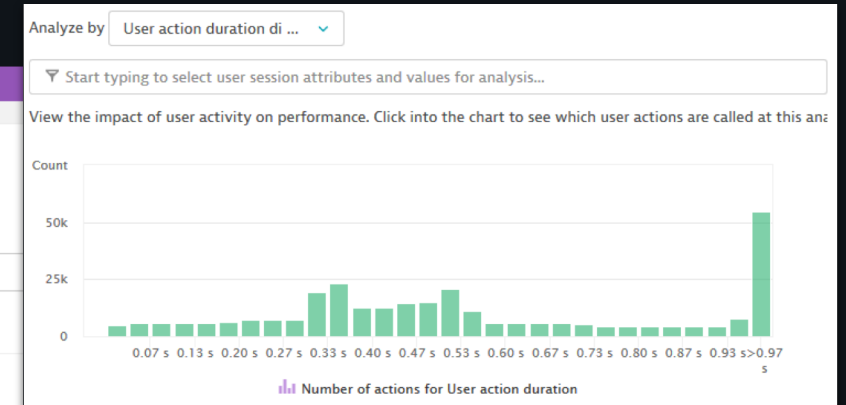 Analyze by User action duration di ...
Start typing to select user session attributes and values for analysis...
View the impact of user activity on performance. Click into the chart to see which user actions are called at this ana
Count
50k
25k
0
0.07 s 0.13 s 0.20 s 0.27 s 0.33 s 0.40 s 0.47 s 0.53 s 0.60 s 0.67 s 0.73 s 0.80 s 0.87 s 0.93 s >0.97
s
Number of actions for User action duration